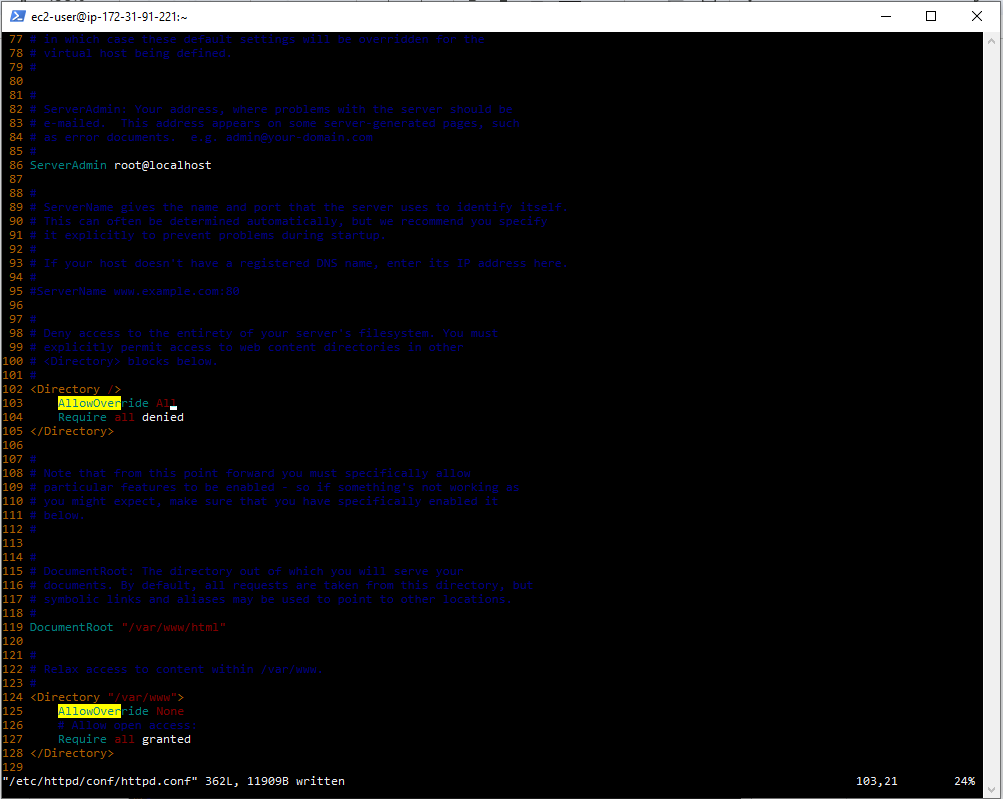 ec2-user@ip-172-31-91-221:~
77 # in which case these default settings will be overridden for the
78 # virtual host being defined.
79 #
80
81 #
82 # ServerAdmin: Your address, where problems with the server should be
83 # e-mailed.  This address appears on some server-generated pages, such
84 # as error documents.  e.g. admin@your-domain.com
85 #
86 ServerAdmin root@localhost
87
88 #
89 # ServerName gives the name and port that the server uses to identify itself.
90 # This can often be determined automatically, but we recommend you specify
91 # it explicitly to prevent problems during startup.
92 #
93 # If your host doesn't have a registered DNS name, enter its IP address here.
94 #
95 #ServerName www.example.com:80
96
97 #
98 # Deny access to the entirety of your server's filesystem. You must
99 # explicitly permit access to web content directories in other
100 # <Directory> blocks below.
101 #
102 <Directory />
103     AllowOverride All
104     Require all denied
105 </Directory>
106
107 #
108 # Note that from this point forward you must specifically allow
109 # particular features to be enabled - so if something's not working as
110 # you might expect, make sure that you have specifically enabled it
111 # below.
112 #
113
114 #
115 # DocumentRoot: The directory out of which you will serve your
116 # documents. By default, all requests are taken from this directory, but
117 # symbolic links and aliases may be used to point to other locations.
118 #
119 DocumentRoot "/var/www/html"
120
121 #
122 # Relax access to content within /var/www.
123 #
124 <Directory "/var/www">
125     AllowOverride None
126     # Allow open access:
127     Require all granted
128 </Directory>
129
"/etc/httpd/conf/httpd.conf" 362L, 11909B written 103,21 24%